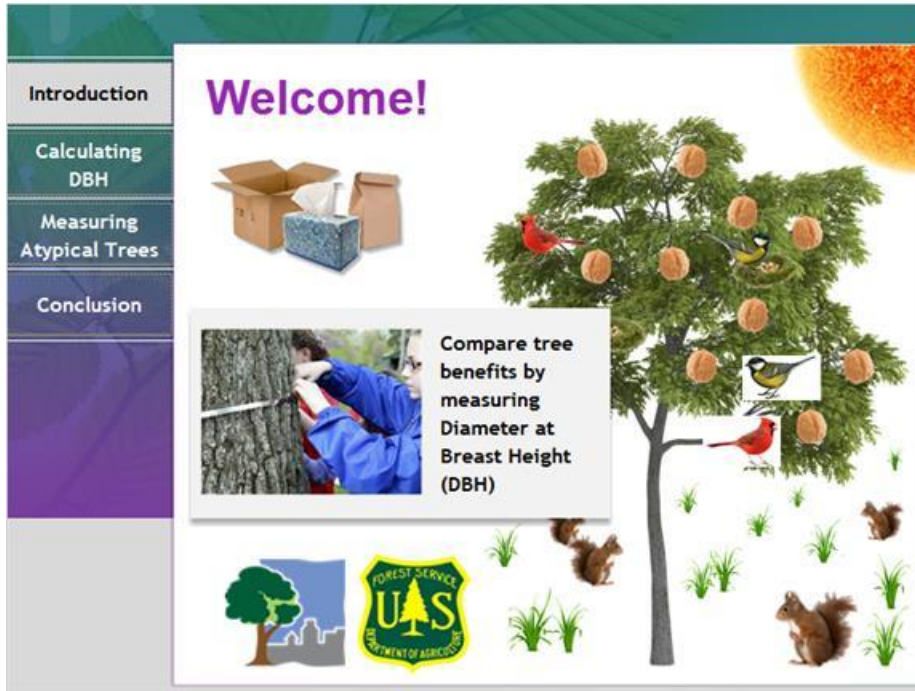 Introduction
Calculating
DBH
Measuring
Atypical Trees
Conclusion
Welcome!
Compare tree
benefits by
measuring
Diameter at
Breast Height
(DBH)
FOREST SERVICE
U S
DEPARTMENT OF AGRICULTURE